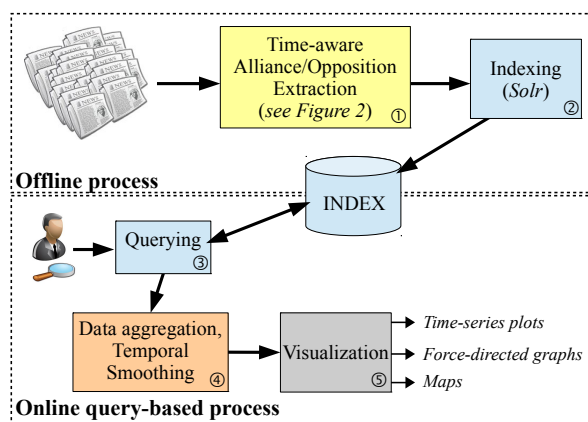 NEWS
Time-aware
Alliance/Opposition
Extraction
(see Figure 2)
①
Indexing
(Solr)
②
Offline process
INDEX
Querying
③
Data aggregation,
Temporal
Smoothing
④
Visualization
⑤
Time-series plots
Force-directed graphs
Maps
Online query-based process